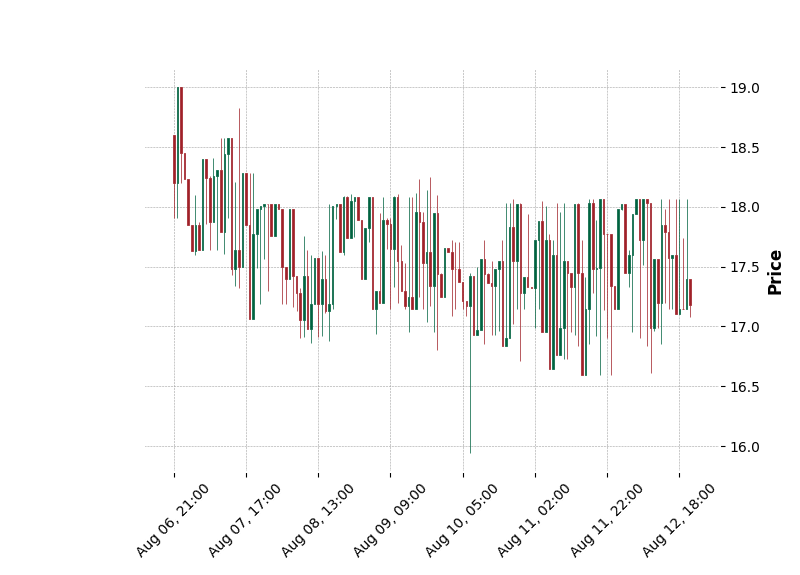 19.0
18.5
18.0
17.5
17.0
16.5
16.0
Price
Aug 06, 21:00
Aug 07, 17:00
Aug 08, 13:00
Aug 09, 09:00
Aug 10, 05:00
Aug 11, 02:00
Aug 11, 22:00
Aug 12, 18:00